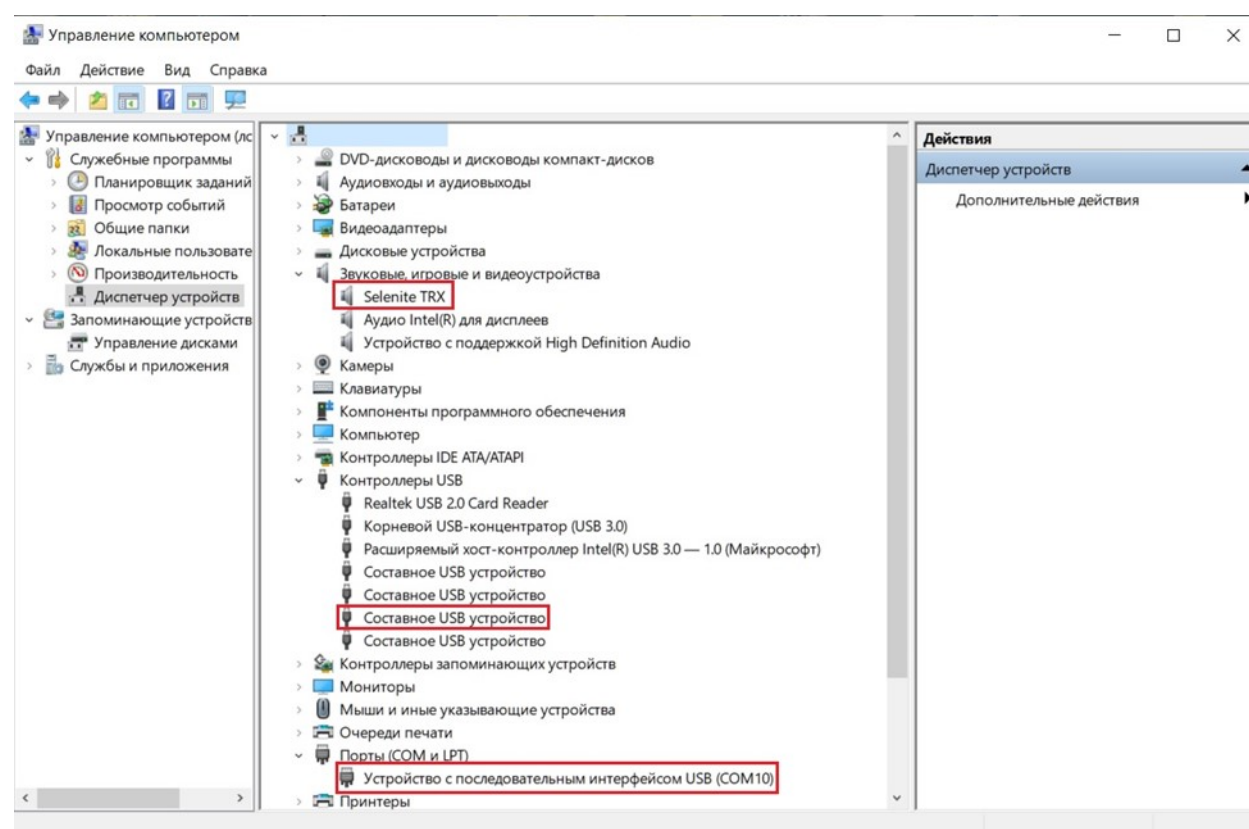 Управление компьютером
Файл Действие Вид Справка
Управление компьютером (лс
Служебные программы
Планировщик заданий
Просмотр событий
Общие папки
Локальные пользовате
Производительность
Диспетчер устройств
Запоминающие устройств
Управление дисками
Службы и приложения
DVD-дисководы и дисководы компакт-дисков
Аудиовходы и аудиовыходы
Батареи
Видеоадаптеры
Дисковые устройства
Звуковые, игровые и видеоустройства
Selenite TRX
Аудио Intel(R) для дисплеев
Устройство с поддержкой High Definition Audio
Камеры
Клавиатуры
Компоненты программного обеспечения
Компьютер
Контроллеры IDE ATA/ATAPI
Контроллеры USB
Realtek USB 2.0 Card Reader
Корневой USB-концентратор (USB 3.0)
Расширяемый хост-контроллер Intel(R) USB 3.0 — 1.0 (Майкрософт)
Составное USB устройство
Составное USB устройство
Составное USB устройство
Составное USB устройство
Контроллеры запоминающих устройств
Мониторы
Мыши и иные указывающие устройства
Очереди печати
Порты (COM и LPT)
Устройство с последовательным интерфейсом USB (COM10)
Принтеры
Действия
Диспетчер устройств
Дополнительные действия